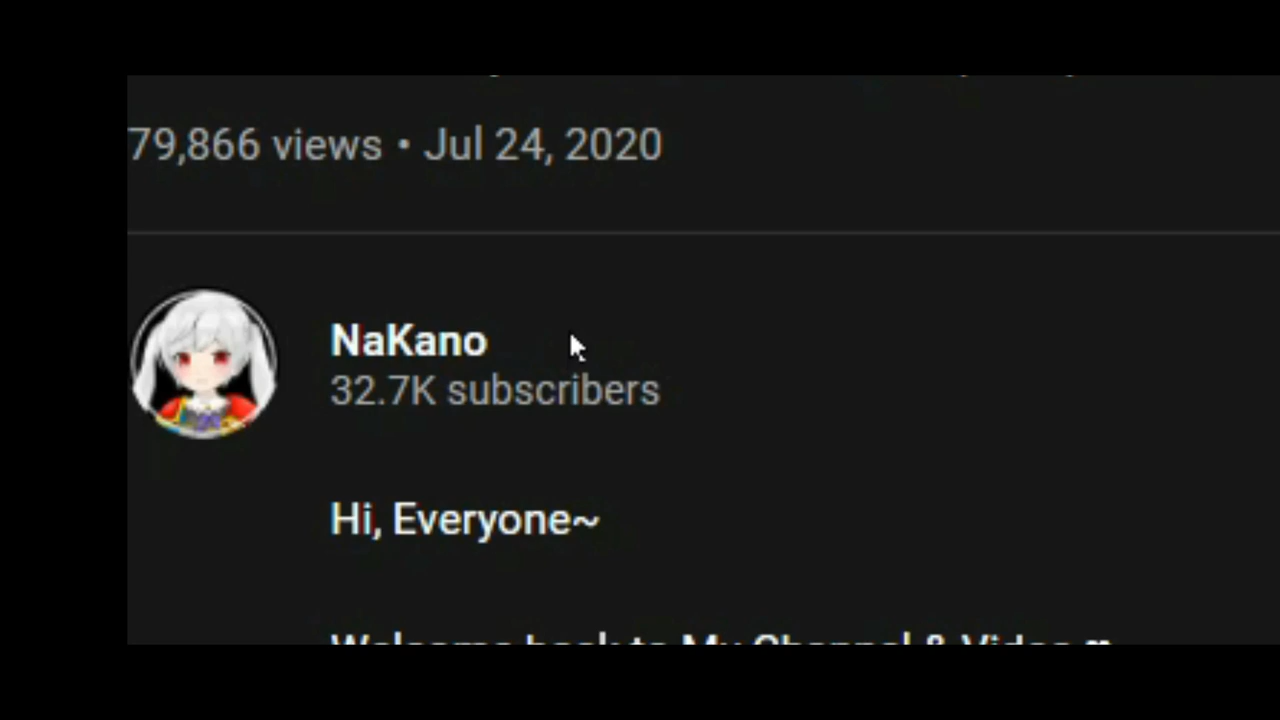 79,866 views • Jul 24, 2020
NaKano
32.7K subscribers
Hi, Everyone~
Welcome back to My Channel & Video